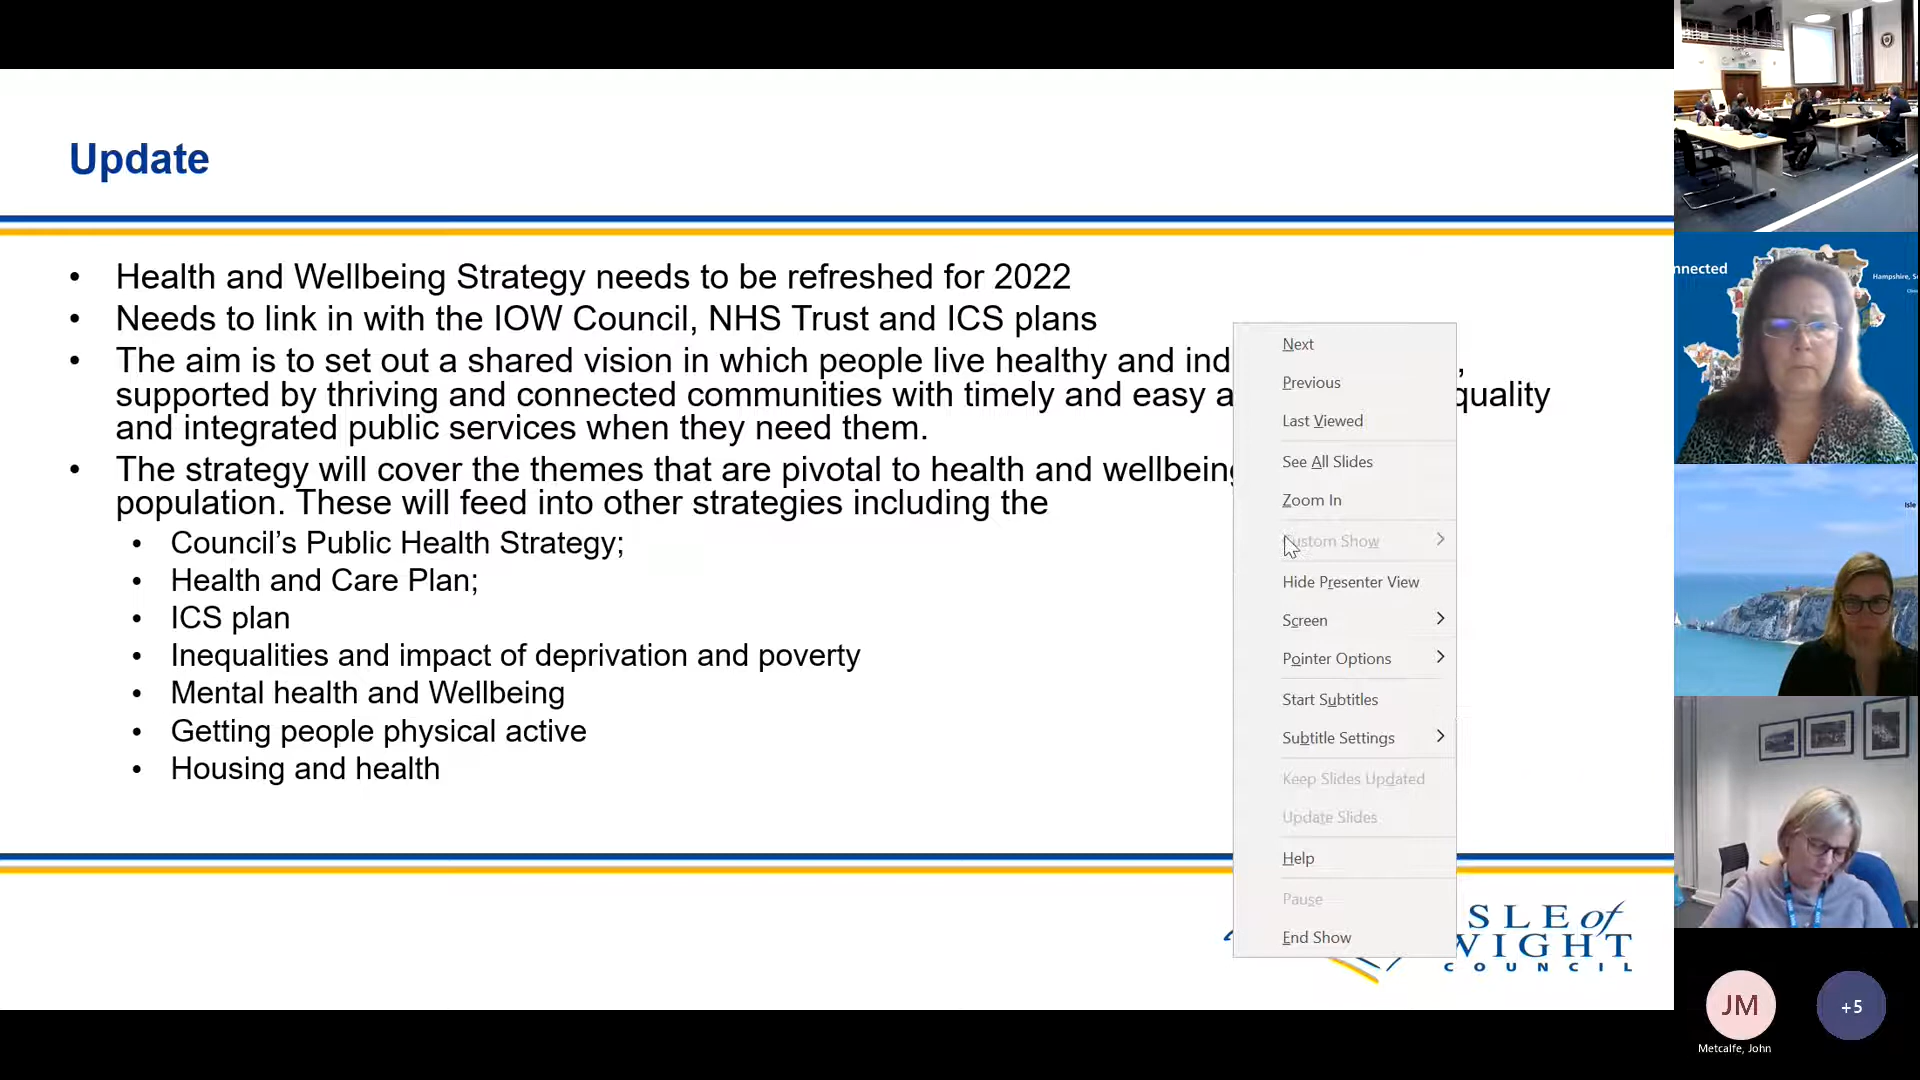 Update
• Health and Wellbeing Strategy needs to be refreshed for 2022
• Needs to link in with the IOW Council, NHS Trust and ICS plans
• The aim is to set out a shared vision in which people live healthy and ind ,
supported by thriving and connected communities with timely and easy a quality
and integrated public services when they need them.
• The strategy will cover the themes that are pivotal to health and wellbeing
population. These will feed into other strategies including the
• Council’s Public Health Strategy;
• Health and Care Plan;
• ICS plan
• Inequalities and impact of deprivation and poverty
• Mental health and Wellbeing
• Getting people physical active
• Housing and health
Next
Previous
Last Viewed
See All Slides
Zoom In
Custom Show
Hide Presenter View
Screen
Pointer Options
Start Subtitles
Subtitle Settings
Keep Slides Updated
Update Slides
Help
Pause
End Show
SLE of
WIGHT
COUNCIL
nnected
Hampshire, S
Isle
JM
+5
Metcalfe, John